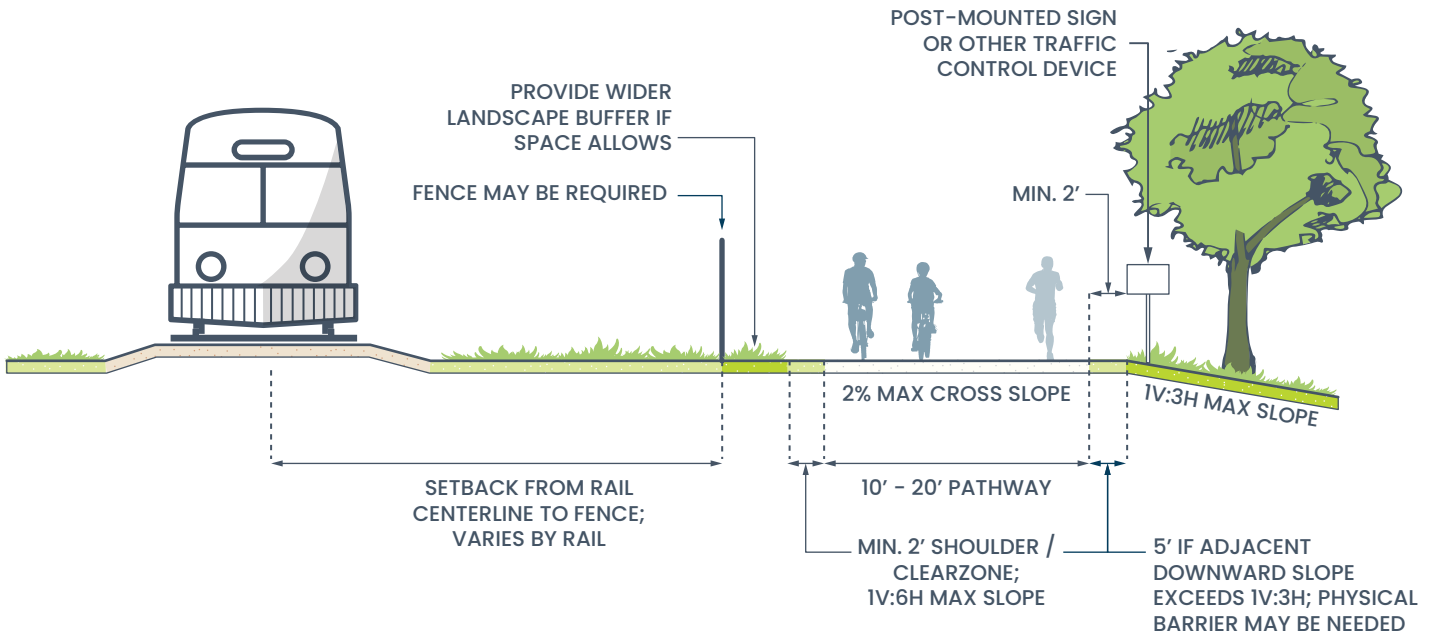 POST-MOUNTED SIGN
OR OTHER TRAFFIC
CONTROL DEVICE
PROVIDE WIDER
LANDSCAPE BUFFER IF
SPACE ALLOWS
FENCE MAY BE REQUIRED
MIN. 2’
2% MAX CROSS SLOPE
1V:3H MAX SLOPE
SETBACK FROM RAIL
CENTERLINE TO FENCE;
VARIES BY RAIL
10’ - 20’ PATHWAY
MIN. 2’ SHOULDER /
CLEARZONE;
1V:6H MAX SLOPE
5’ IF ADJACENT
DOWNWARD SLOPE
EXCEEDS 1V:3H; PHYSICAL
BARRIER MAY BE NEEDED